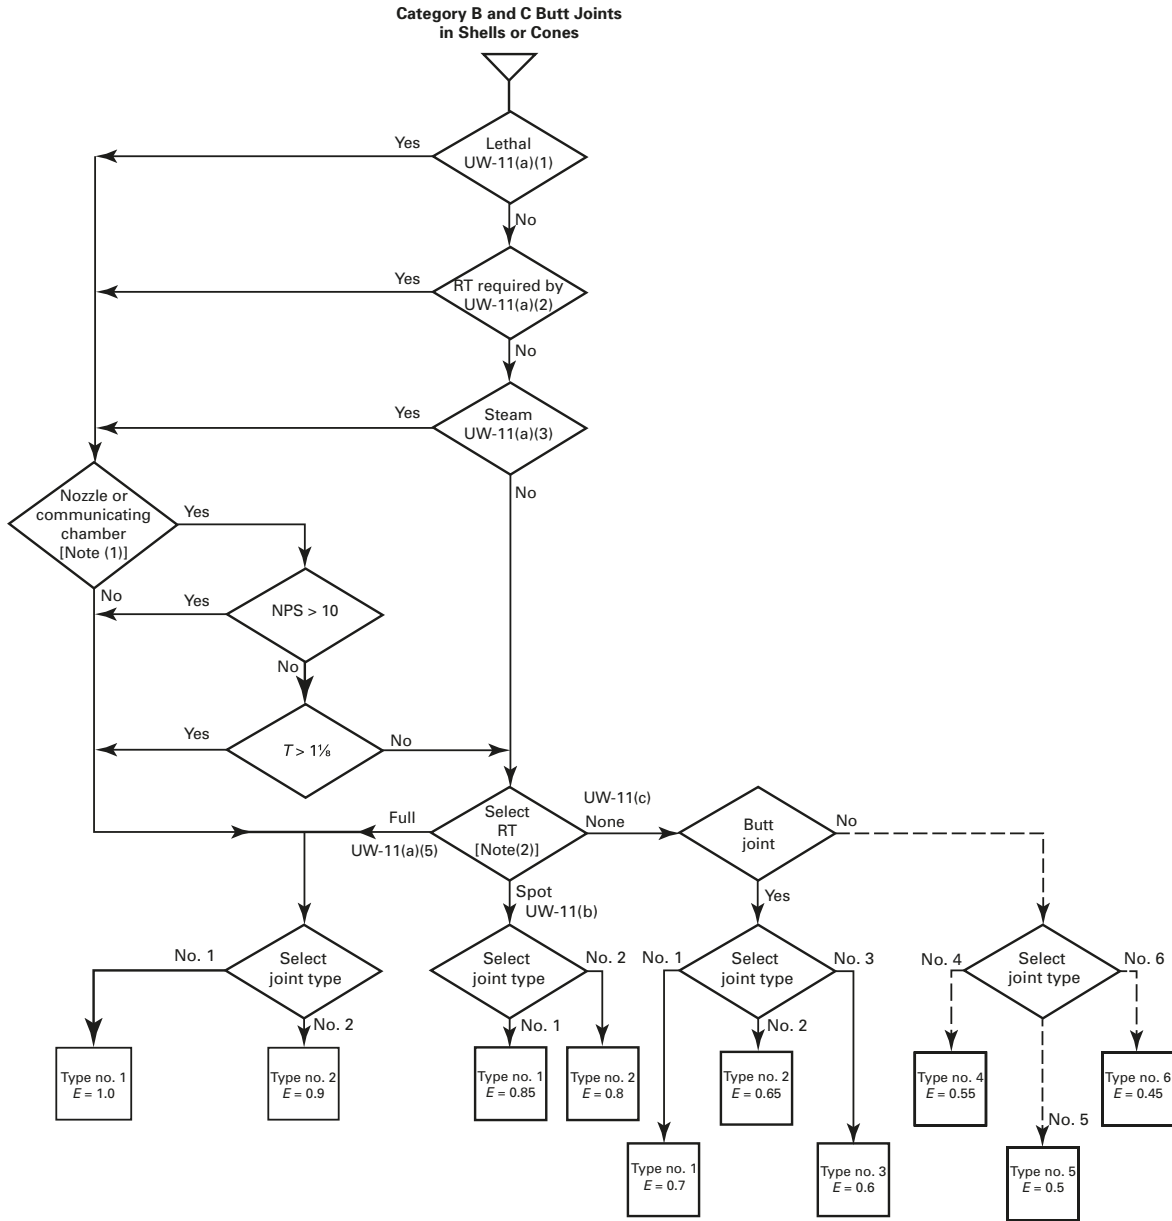 Category B and C Butt Joints
in Shells or Cones
Yes
Lethal
UW-11(a)(1)
No
Yes
RT required by
UW-11(a)(2)
No
Yes
Steam
UW-11(a)(3)
No
Nozzle or
communicating
chamber
[Note (1)]
Yes
No
Yes
NPS > 10
No
Yes
T > 1⅛
No
Full
UW-11(a)(5)
Select
RT
[Note(2)]
UW-11(c)
None
Butt
joint
No
Spot
UW-11(b)
Yes
No. 1
Select
joint type
No. 2
Select
joint type
No. 2
No. 1
No. 1
Select
joint type
No. 3
No. 2
No. 4
Select
joint type
No. 6
No. 5
Type no. 1
E = 1.0
Type no. 2
E = 0.9
Type no. 1
E = 0.85
Type no. 2
E = 0.8
Type no. 2
E = 0.65
Type no. 4
E = 0.55
Type no. 6
E = 0.45
Type no. 1
E = 0.7
Type no. 3
E = 0.6
Type no. 5
E = 0.5